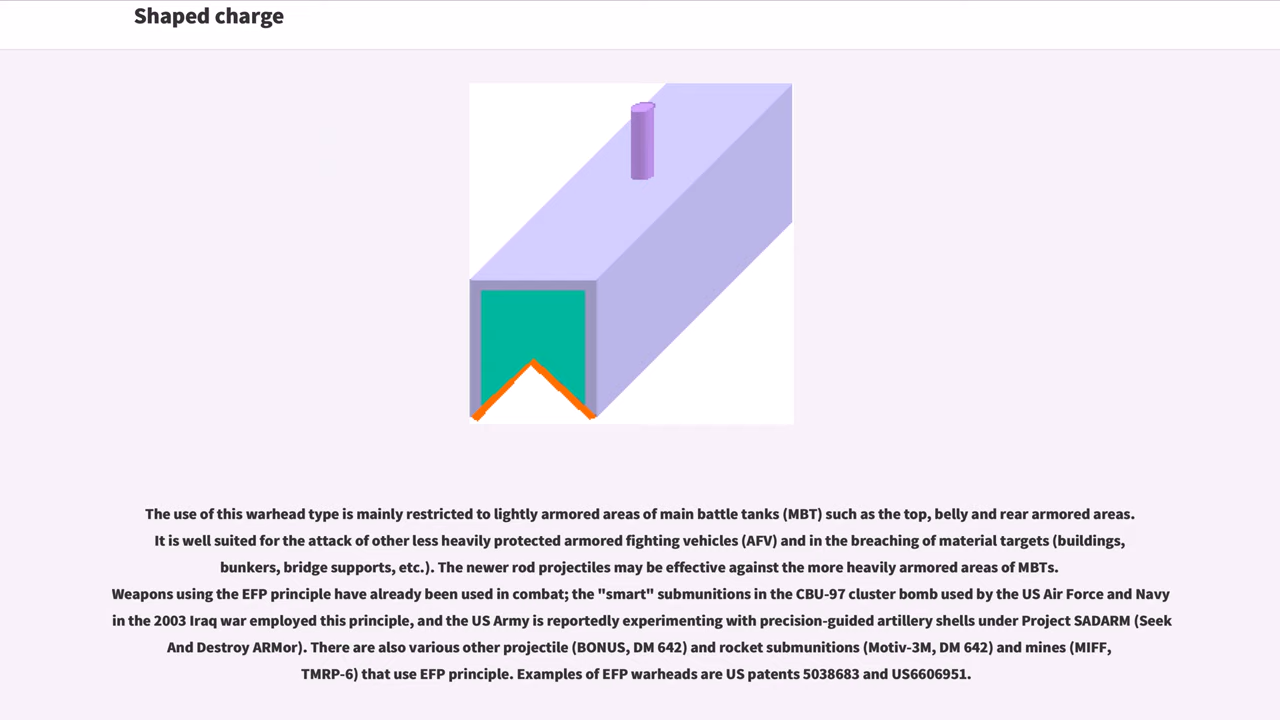 Shaped charge
The use of this warhead type is mainly restricted to lightly armored areas of main battle tanks (MBT) such as the top, belly and rear armored areas.
It is well suited for the attack of other less heavily protected armored fighting vehicles (AFV) and in the breaching of material targets (buildings,
bunkers, bridge supports, etc.). The newer rod projectiles may be effective against the more heavily armored areas of MBTs.
Weapons using the EFP principle have already been used in combat; the "smart" submunitions in the CBU-97 cluster bomb used by the US Air Force and Navy
in the 2003 Iraq war employed this principle, and the US Army is reportedly experimenting with precision-guided artillery shells under Project SADARM (Seek
And Destroy ARMor). There are also various other projectile (BONUS, DM 642) and rocket submunitions (Motiv-3M, DM 642) and mines (MIFF,
TMRP-6) that use EFP principle. Examples of EFP warheads are US patents 5038683 and US6606951.